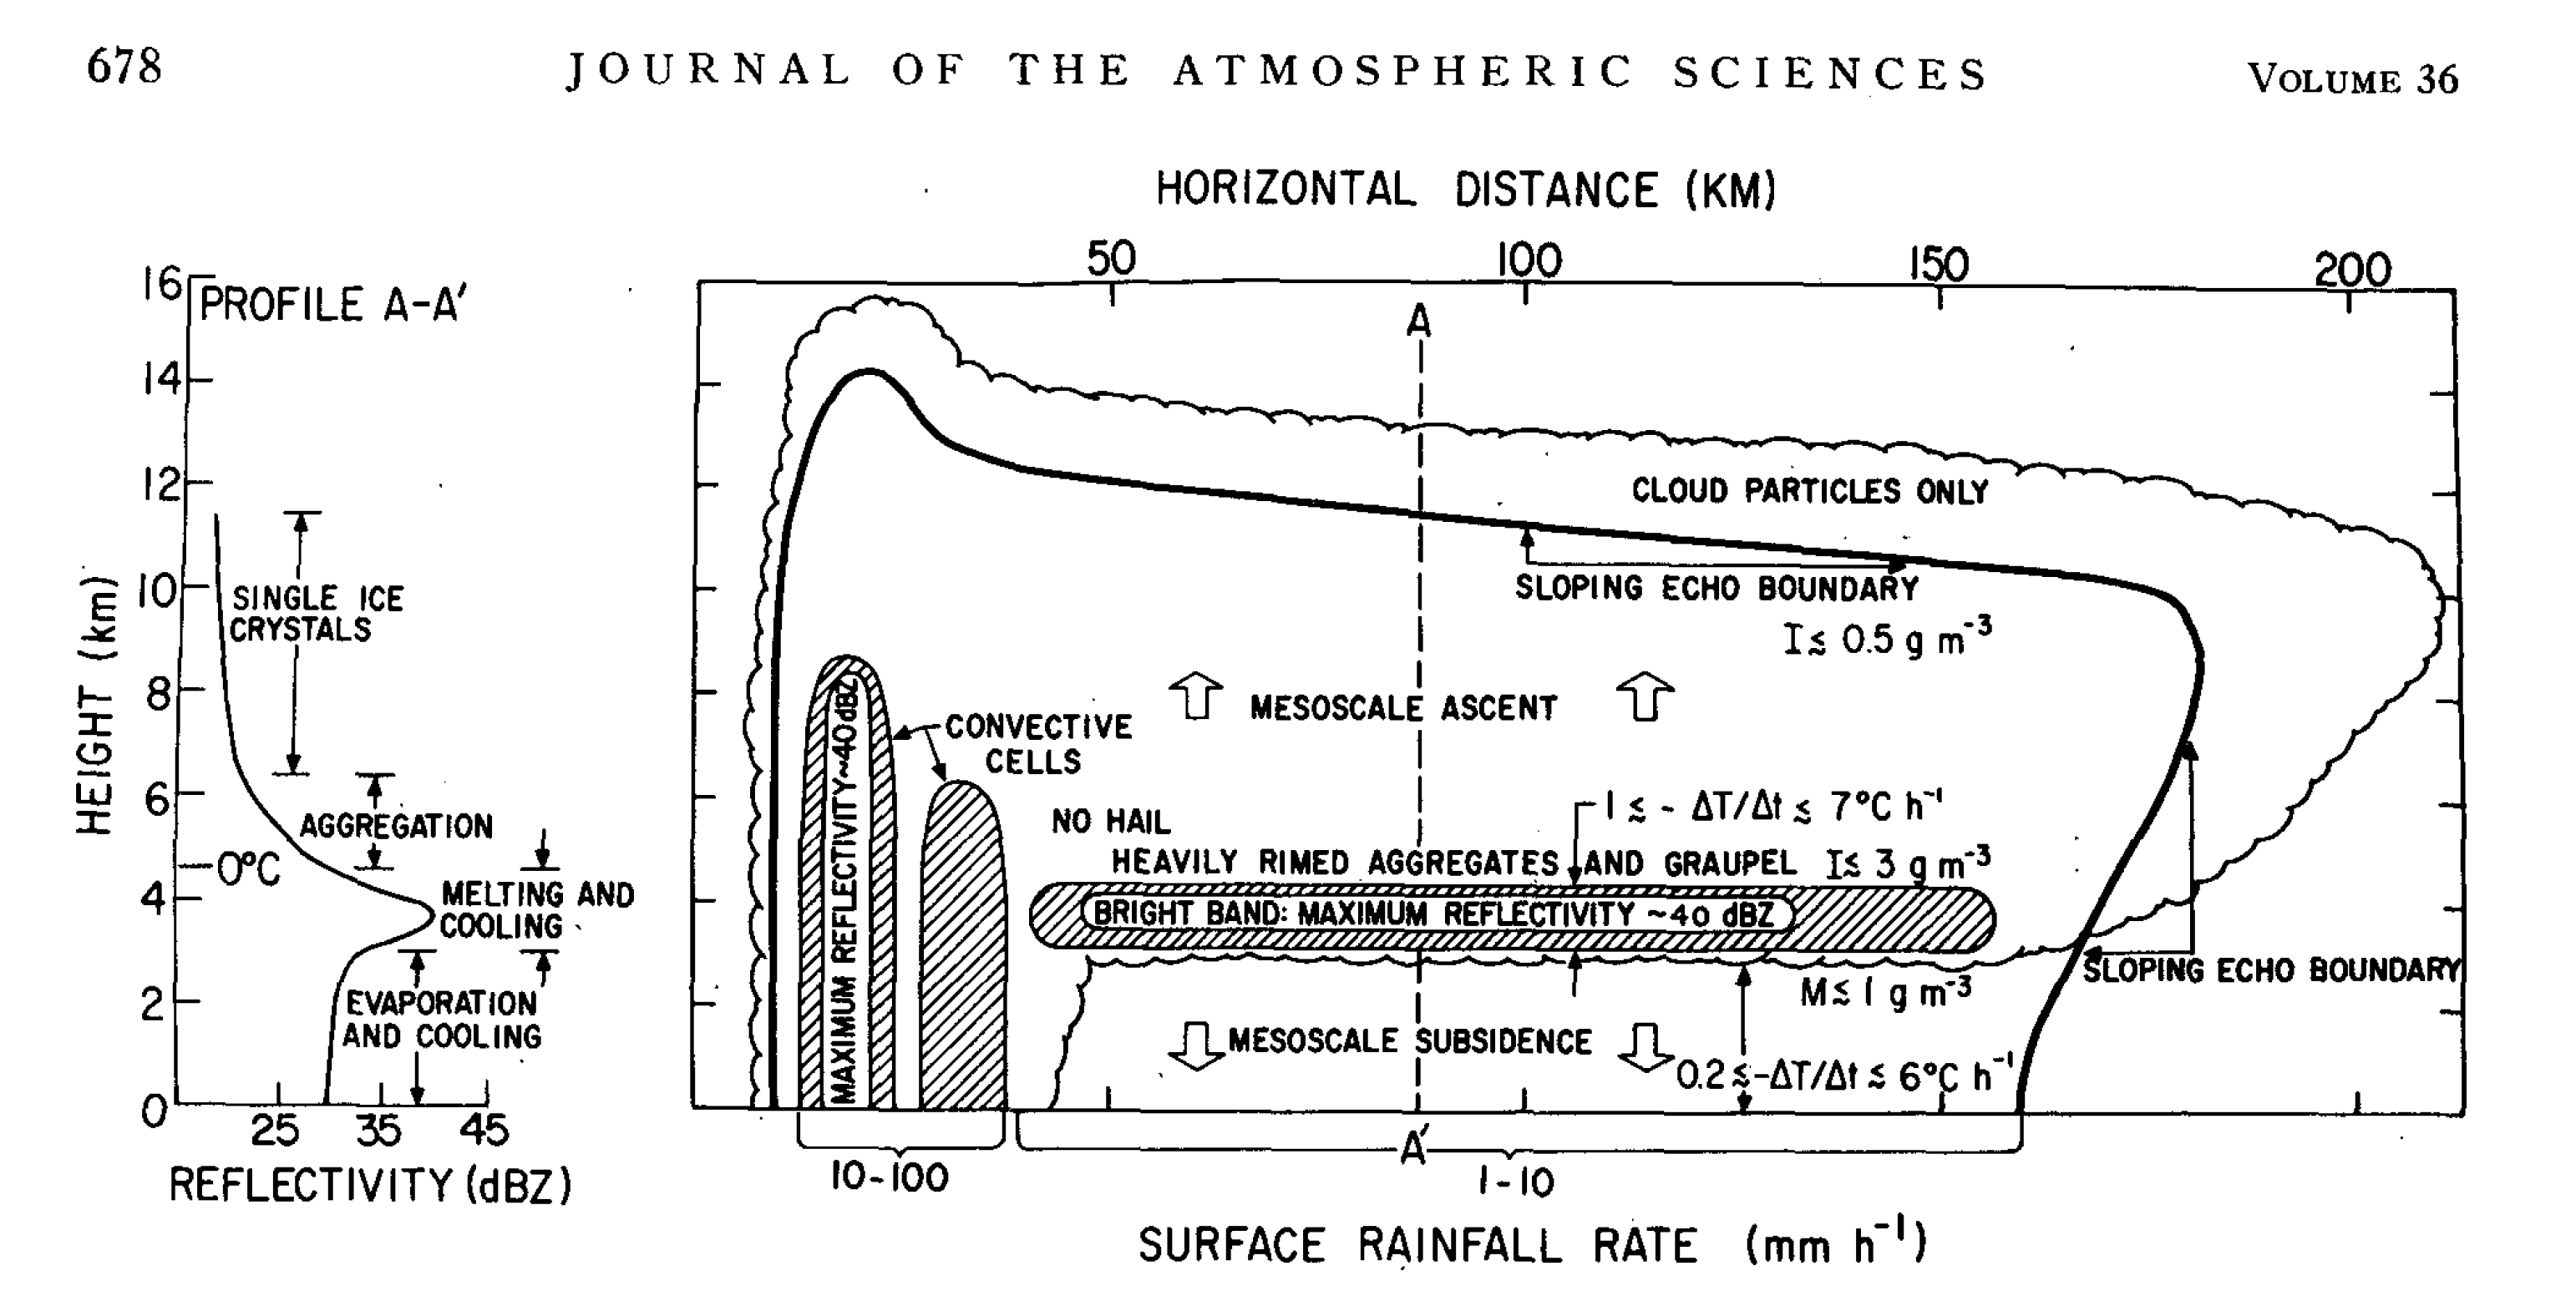 678
JOURNAL OF THE ATMOSPHERIC SCIENCES
VOLUME 36
HORIZONTAL DISTANCE (KM)
50
100
150
200
PROFILE A-A′
16
14
12
10
8
6
0°C
4
2
0
HEIGHT (km)
SINGLE ICE
CRYSTALS
AGGREGATION
MELTING AND
COOLING
EVAPORATION
AND COOLING
25
35
45
REFLECTIVITY (dBZ)
A
CLOUD PARTICLES ONLY
SLOPING ECHO BOUNDARY
I ≲ 0.5 g m⁻³
MESOSCALE ASCENT
CONVECTIVE
CELLS
MAXIMUM REFLECTIVITY~40dBZ
NO HAIL
1 ≲ - ΔT/Δt ≲ 7°C h⁻¹
HEAVILY RIMED AGGREGATES AND GRAUPEL I≲ 3 g m⁻³
BRIGHT BAND: MAXIMUM REFLECTIVITY ~40 dBZ
SLOPING ECHO BOUNDARY
M≲ 1 g m⁻³
MESOSCALE SUBSIDENCE
0.2≲-ΔT/Δt ≲ 6°C h⁻¹
A′
10-100
1-10
SURFACE RAINFALL RATE (mm h⁻¹)